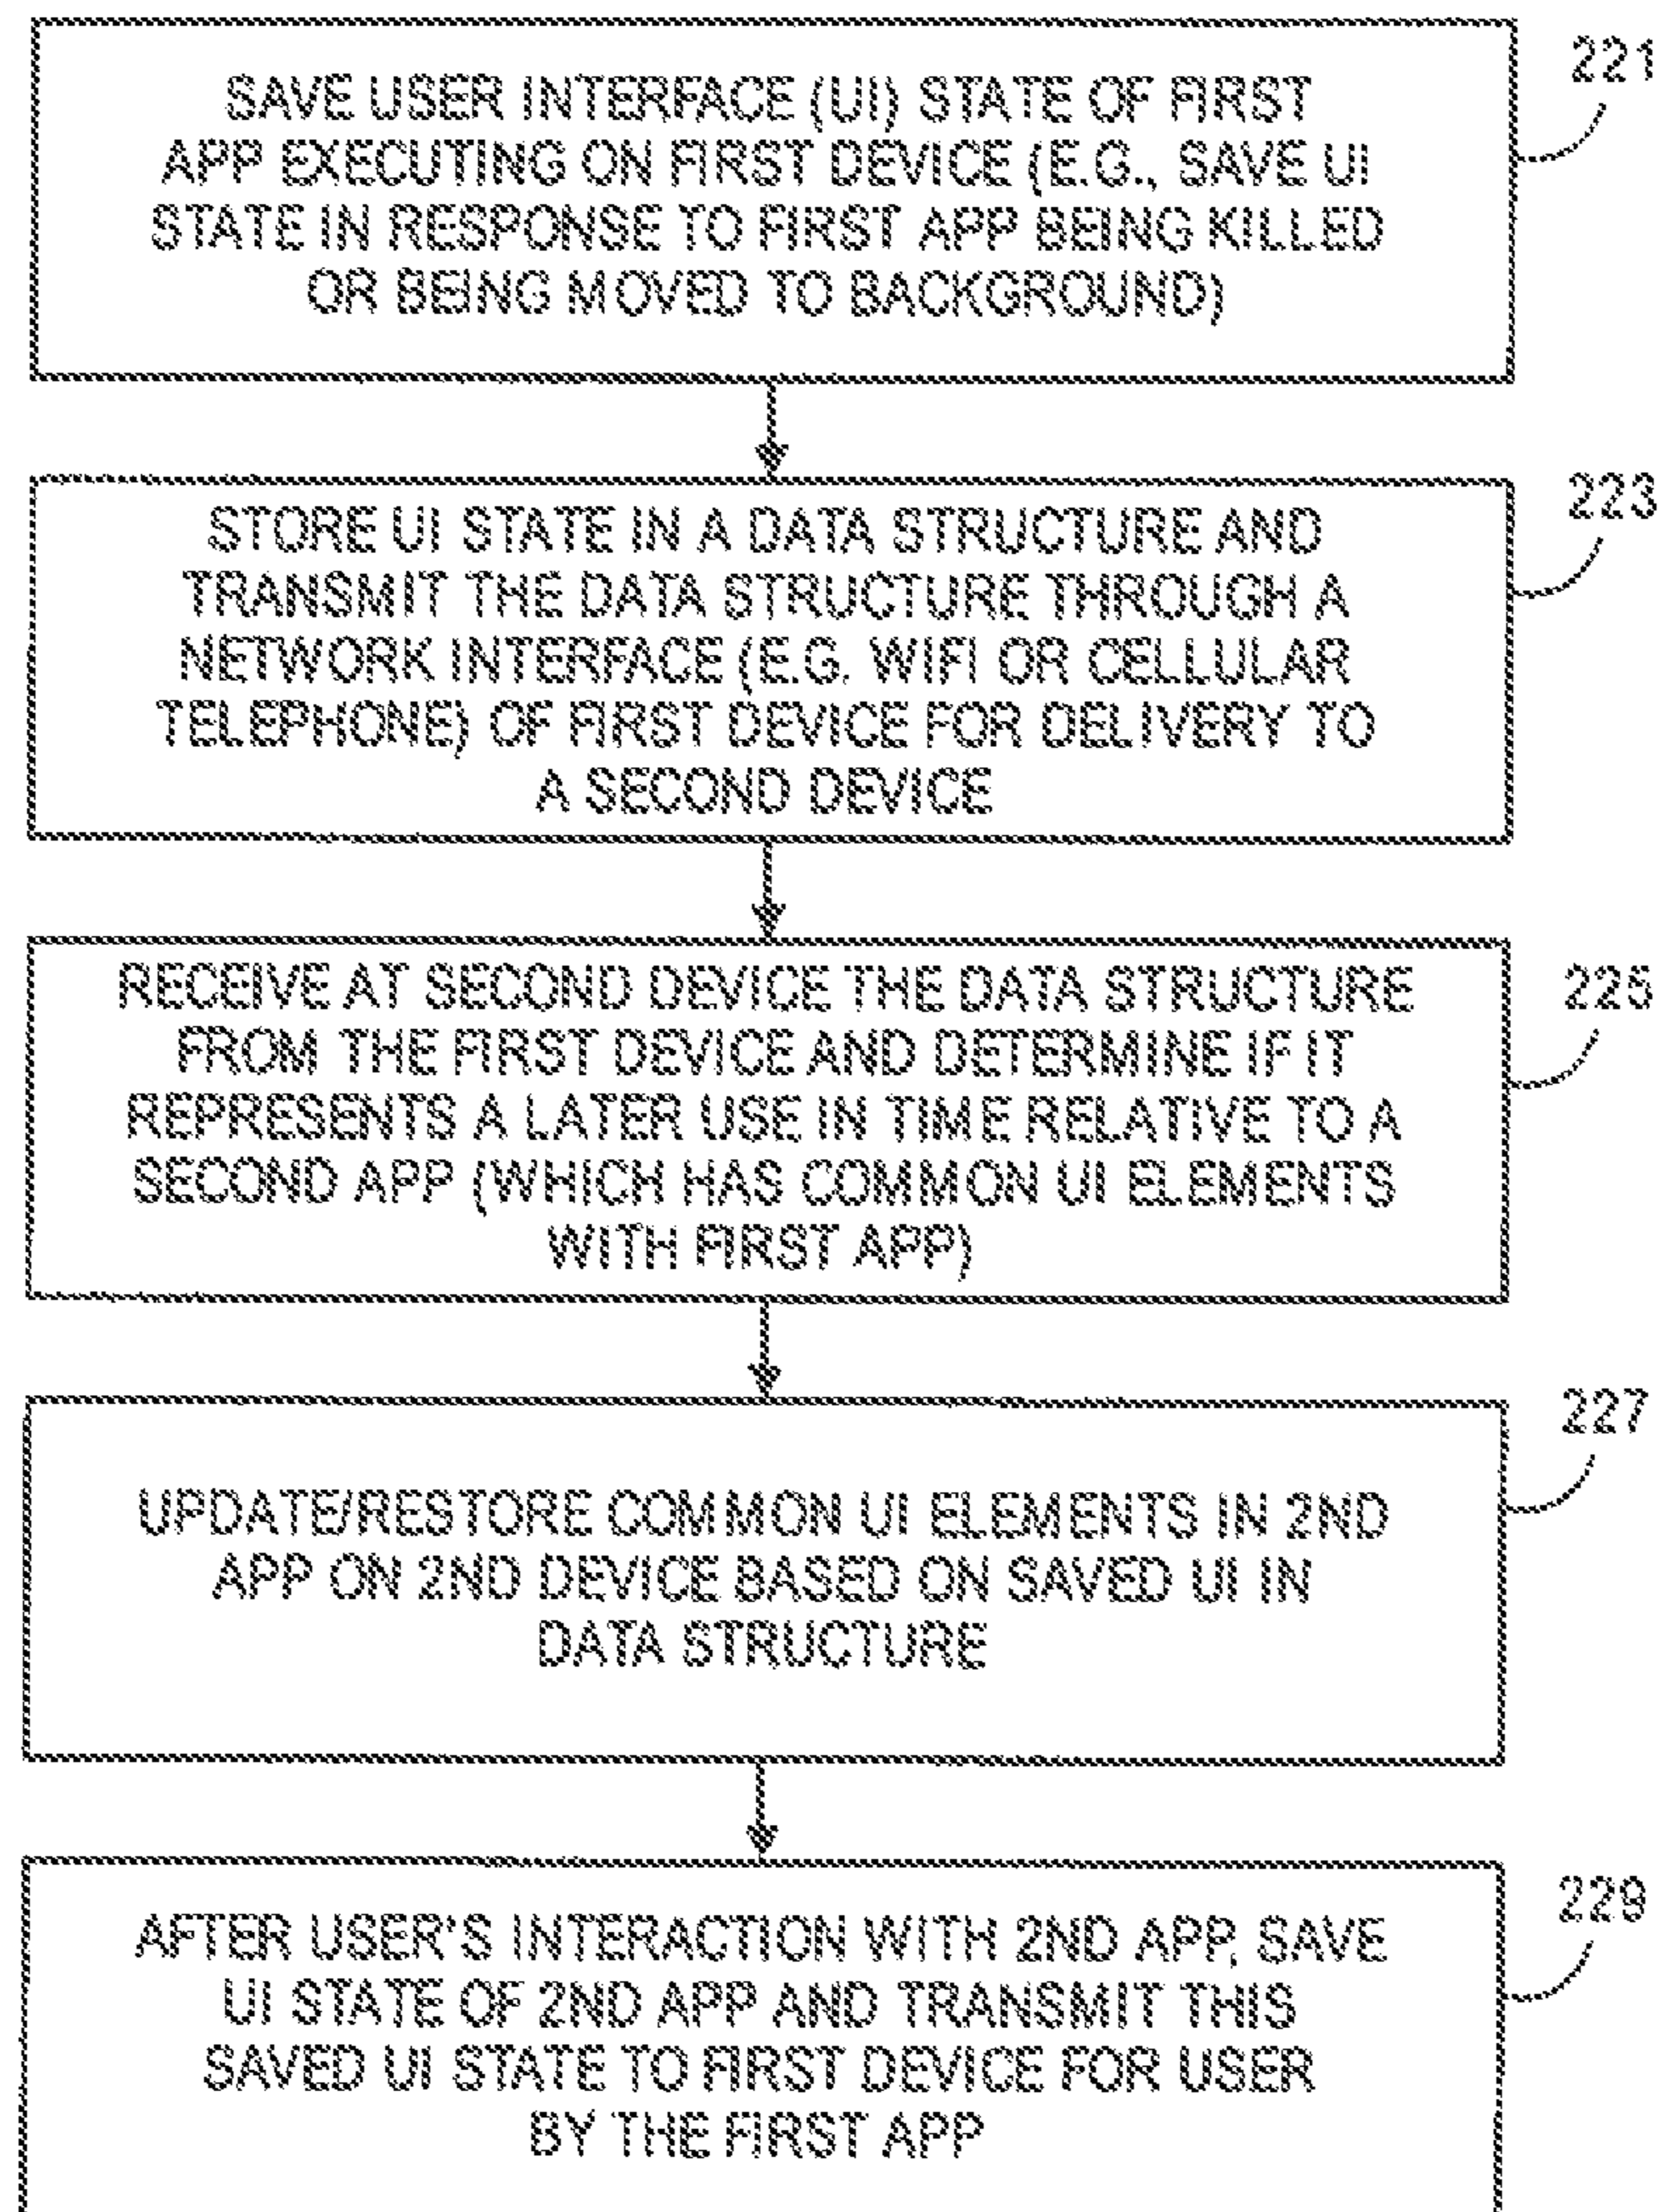 SAVE USER INTERFACE (UI) STATE OF FIRST
APP EXECUTING ON FIRST DEVICE (E.G., SAVE UI
STATE IN RESPONSE TO FIRST APP BEING KILLED
OR BEING MOVED TO BACKGROUND)
221
STORE UI STATE IN A DATA STRUCTURE AND
TRANSMIT THE DATA STRUCTURE THROUGH A
NETWORK INTERFACE (E.G. WIFI OR CELLULAR
TELEPHONE) OF FIRST DEVICE FOR DELIVERY TO
A SECOND DEVICE
223
RECEIVE AT SECOND DEVICE THE DATA STRUCTURE
FROM THE FIRST DEVICE AND DETERMINE IF IT
REPRESENTS A LATER USE IN TIME RELATIVE TO A
SECOND APP (WHICH HAS COMMON UI ELEMENTS
WITH FIRST APP)
225
UPDATE/RESTORE COMMON UI ELEMENTS IN 2ND
APP ON 2ND DEVICE BASED ON SAVED UI IN
DATA STRUCTURE
227
AFTER USER'S INTERACTION WITH 2ND APP, SAVE
UI STATE OF 2ND APP AND TRANSMIT THIS
SAVED UI STATE TO FIRST DEVICE FOR USER
BY THE FIRST APP
229